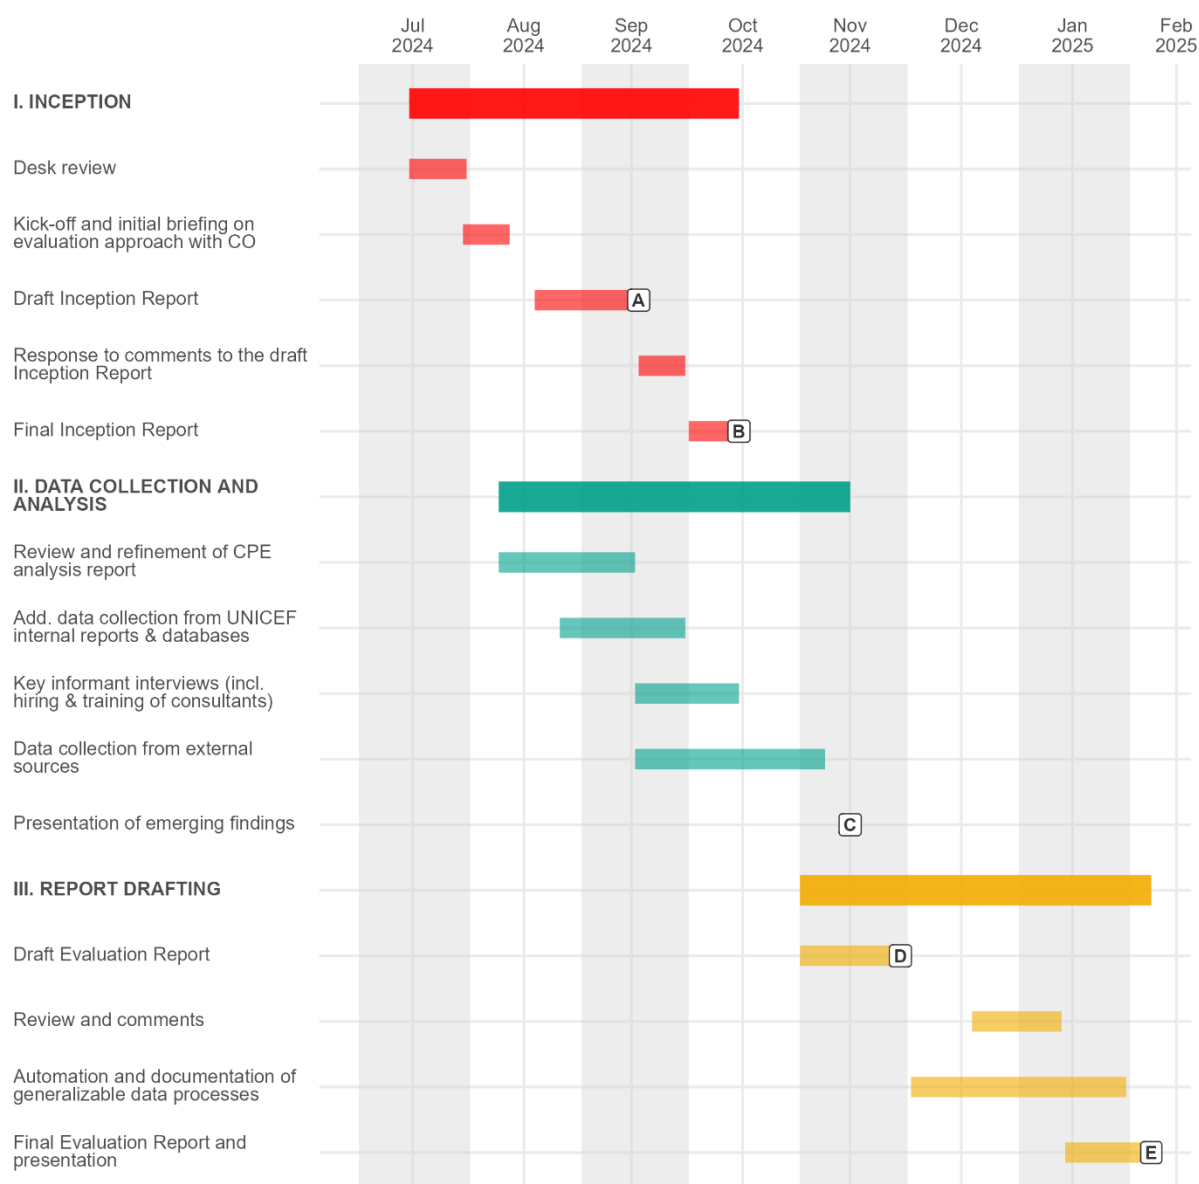 Jul Aug Sep Oct Nov Dec Jan Feb
2024 2024 2024 2024 2024 2024 2025 2025
I. INCEPTION
Desk review
Kick-off and initial briefing on
evaluation approach with CO
Draft Inception Report
A
Response to comments to the draft
Inception Report
Final Inception Report
B
II. DATA COLLECTION AND
ANALYSIS
Review and refinement of CPE
analysis report
Add. data collection from UNICEF
internal reports & databases
Key informant interviews (incl.
hiring & training of consultants)
Data collection from external
sources
Presentation of emerging findings
C
III. REPORT DRAFTING
Draft Evaluation Report
D
Review and comments
Automation and documentation of
generalizable data processes
Final Evaluation Report and
presentation
E